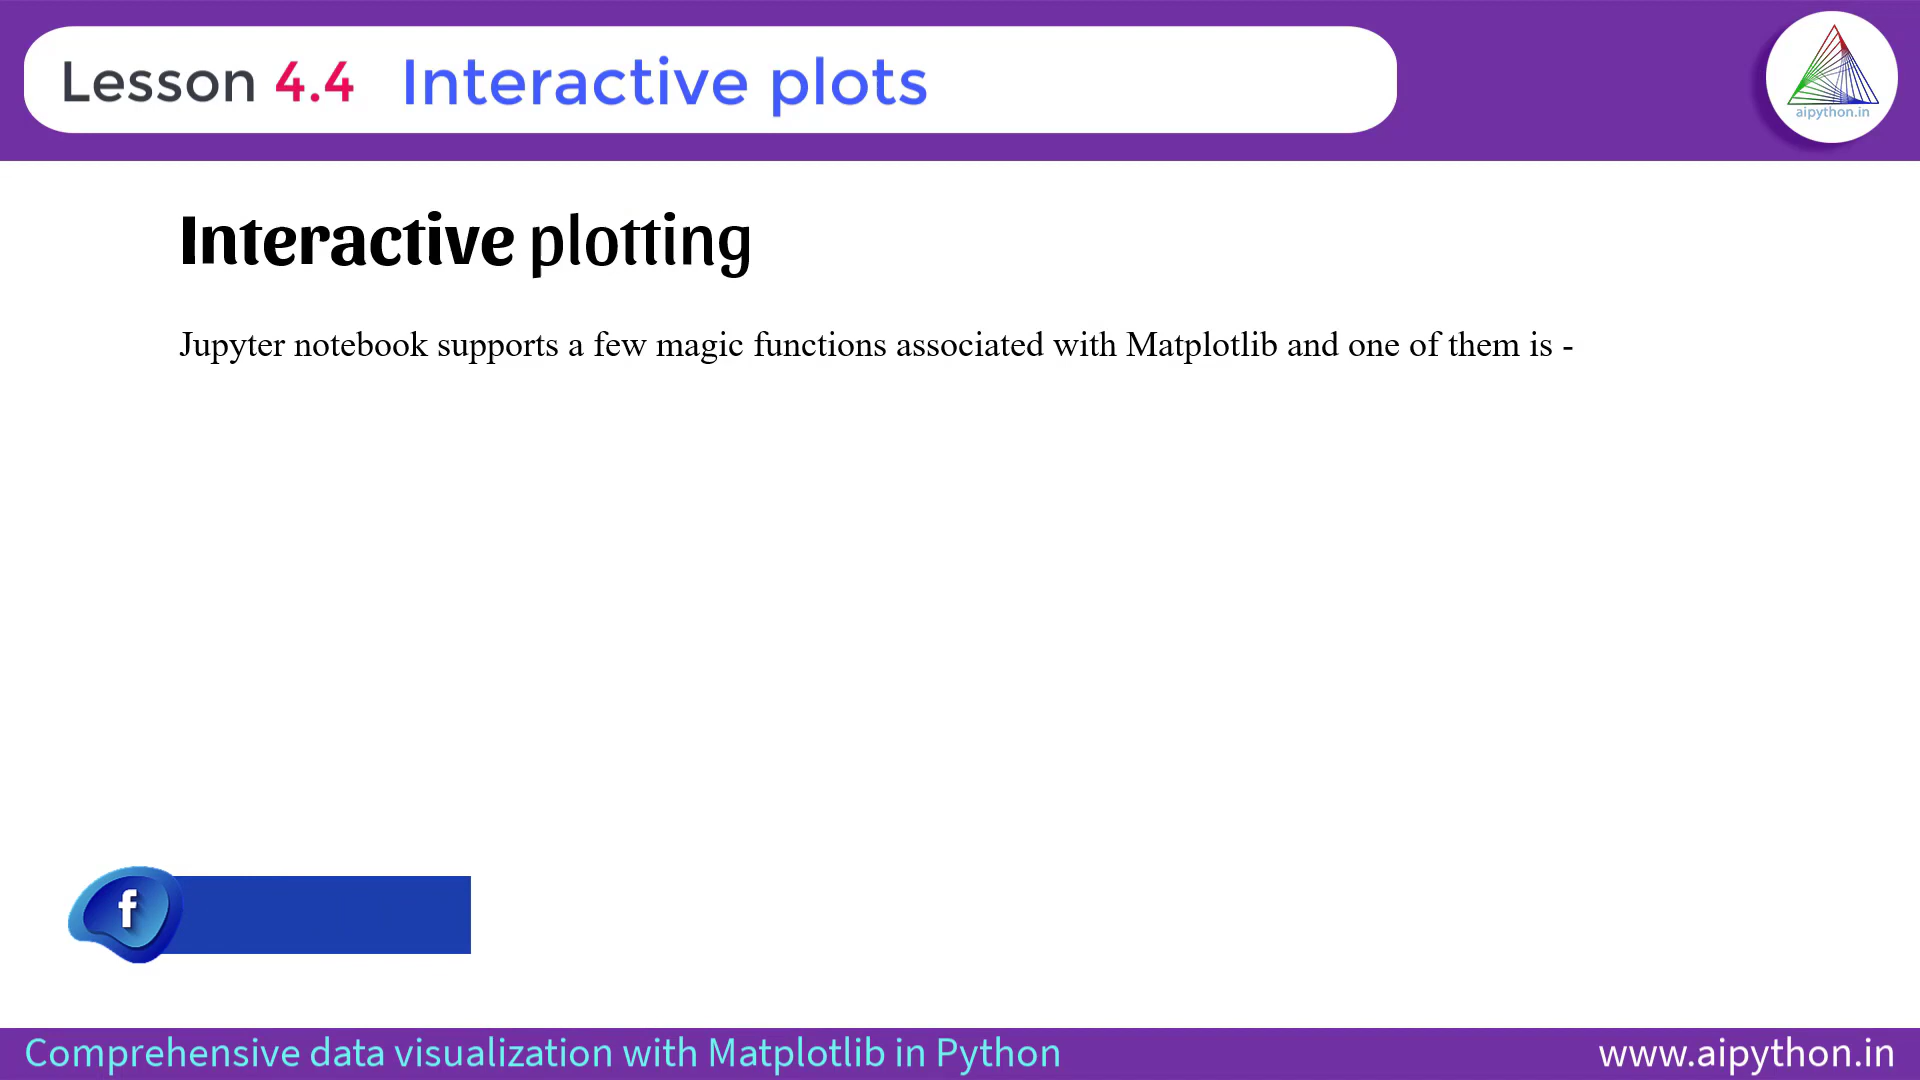 Lesson 4.4 Interactive plots
aipython.in
Interactive plotting
Jupyter notebook supports a few magic functions associated with Matplotlib and one of them is -
f
Comprehensive data visualization with Matplotlib in Python
www.aipython.in